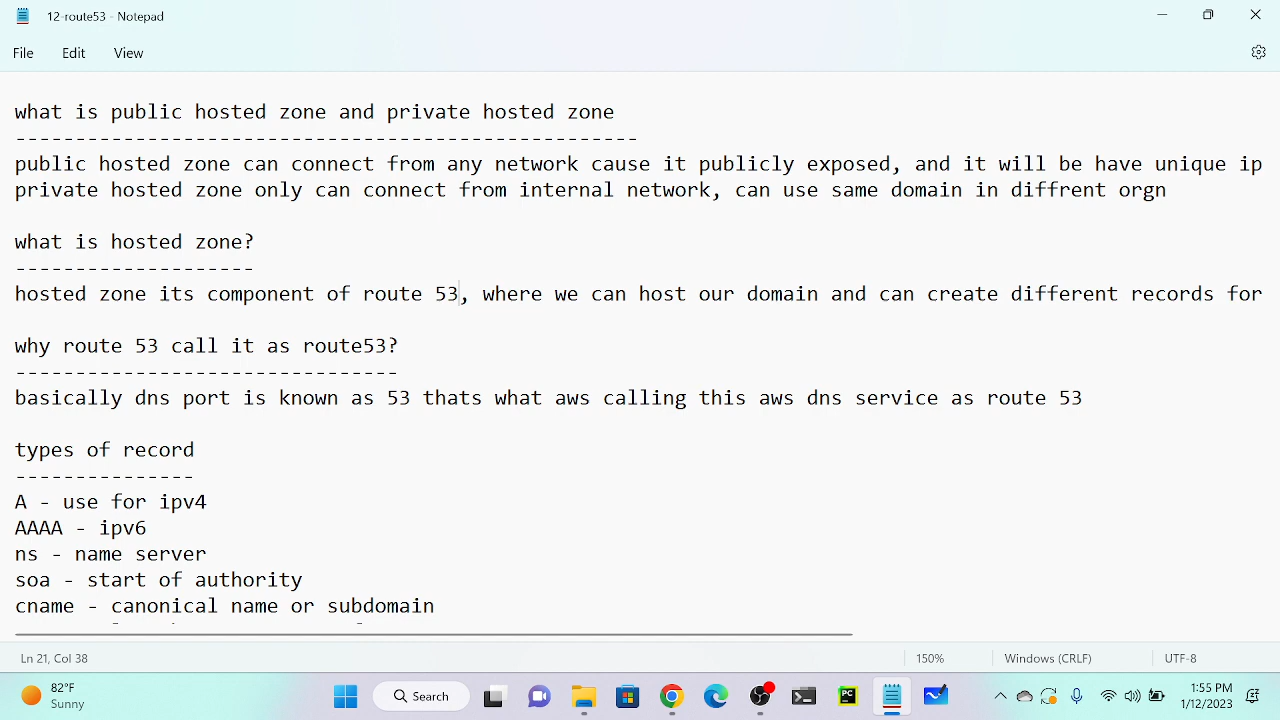 12-route53 - Notepad
File Edit View
what is public hosted zone and private hosted zone
----------------------------------------------------
public hosted zone can connect from any network cause it publicly exposed, and it will be have unique ip
private hosted zone only can connect from internal network, can use same domain in diffrent orgn
what is hosted zone?
--------------------
hosted zone its component of route 53, where we can host our domain and can create different records for
why route 53 call it as route53?
--------------------------------
basically dns port is known as 53 thats what aws calling this aws dns service as route 53
types of record
---------------
A - use for ipv4
AAAA - ipv6
ns - name server
soa - start of authority
cname - canonical name or subdomain
Ln 21, Col 38 150% Windows (CRLF) UTF-8
82°F
Sunny
Search
PC
1:55 PM
1/12/2023